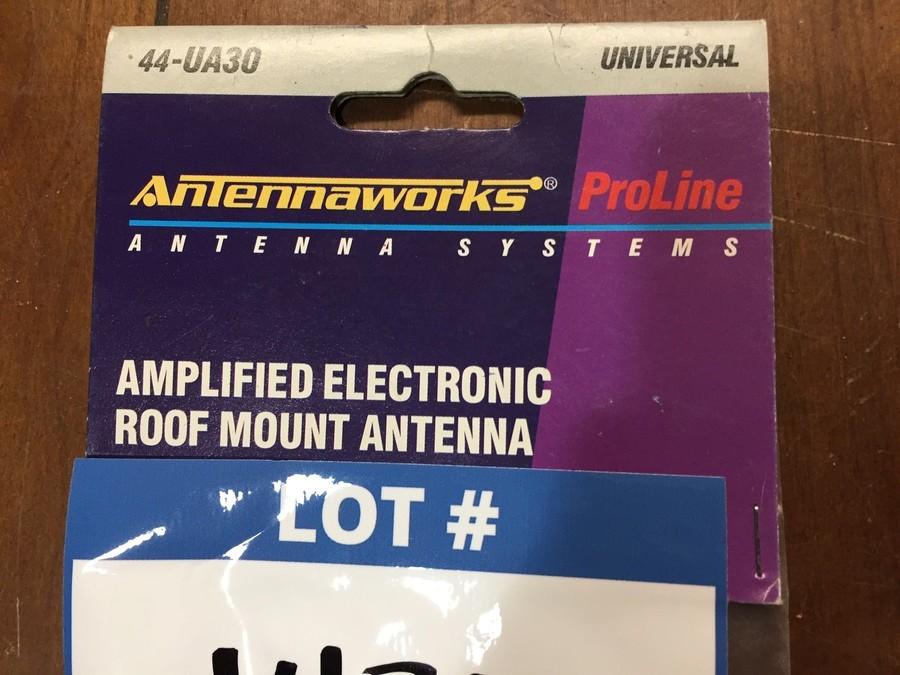 44-UA30 UNIVERSAL
Antennaworks® ProLine
ANTENNA SYSTEMS
AMPLIFIED ELECTRONIC
ROOF MOUNT ANTENNA
LOT #